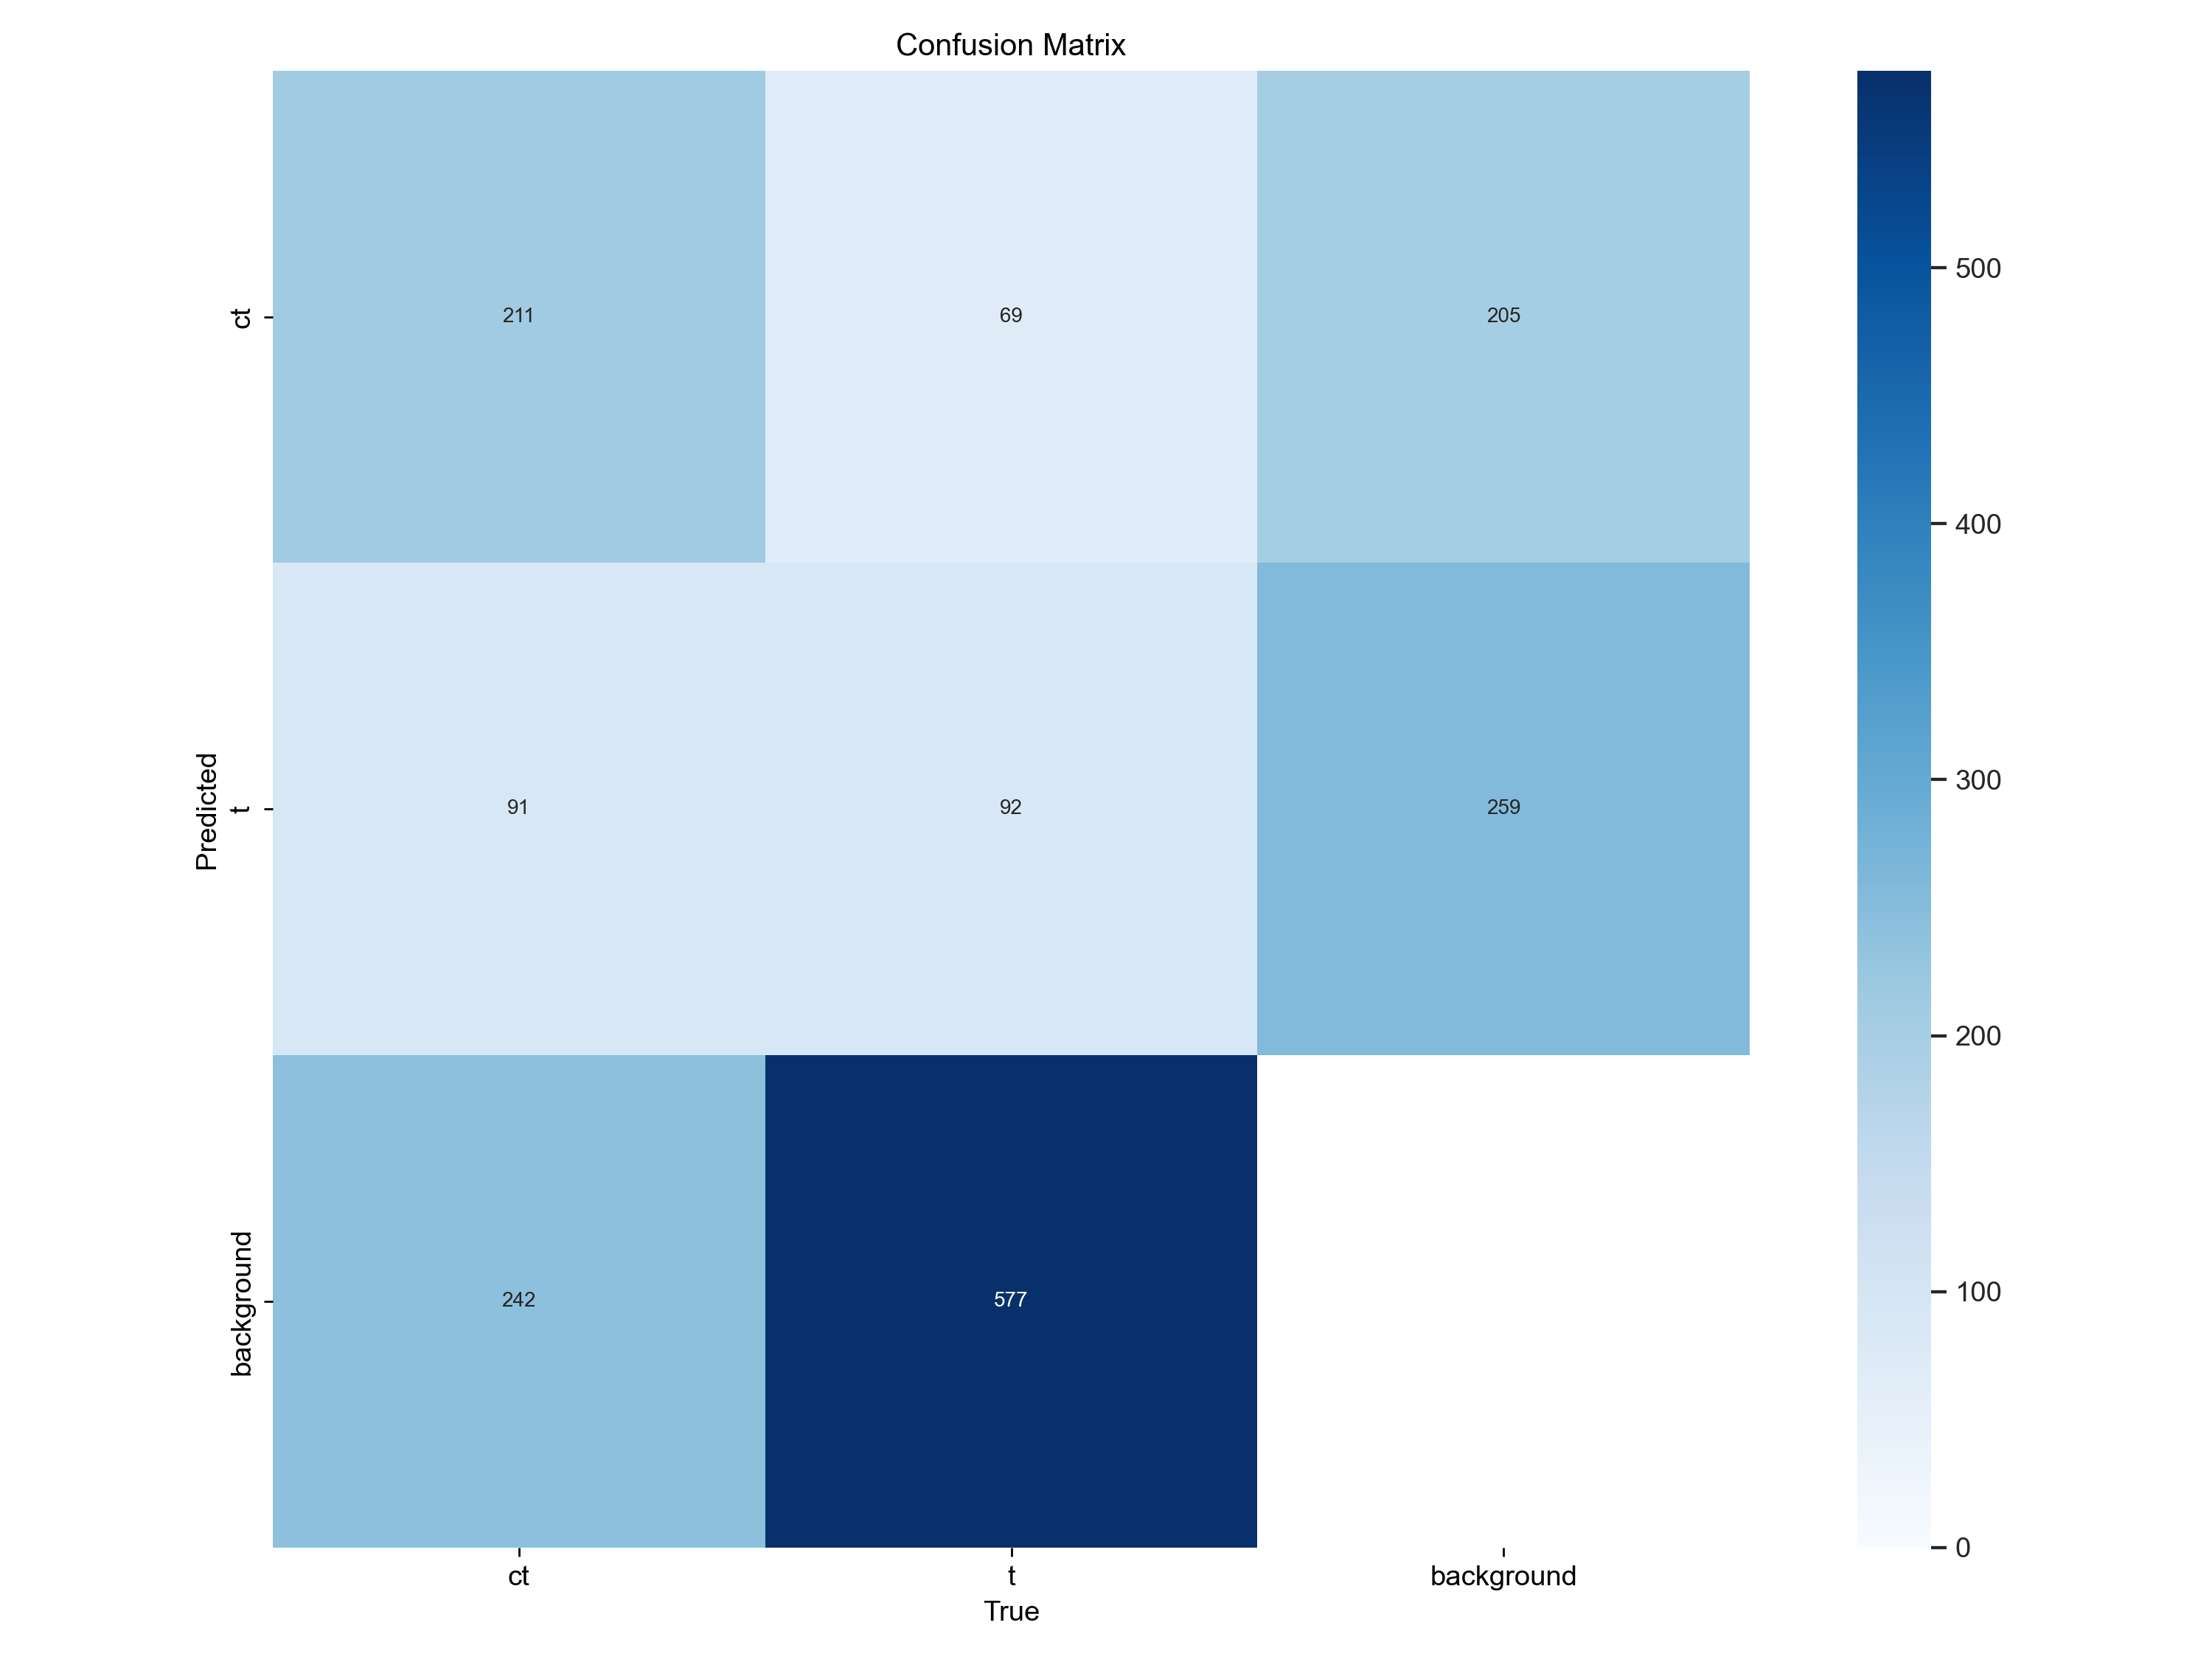 Confusion Matrix
ct
211
69
205
500
400
Predicted
t
91
92
259
300
200
background
242
577
100
0
ct
t
background
True